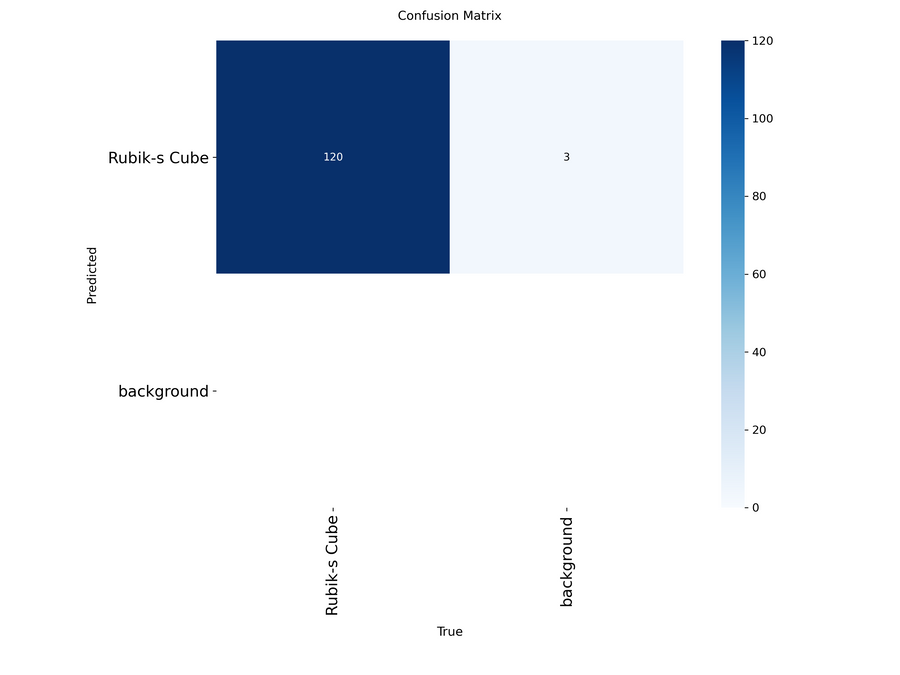 Confusion Matrix
120
100
80
60
40
20
0
Rubik-s Cube
120
3
background
Predicted
Rubik-s Cube
background
True